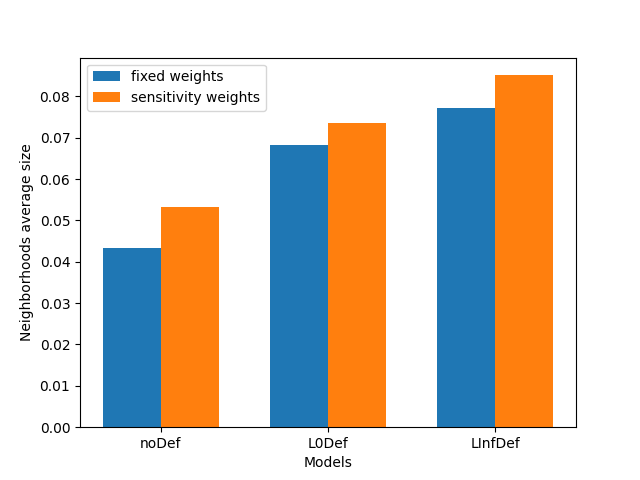 fixed weights
sensitivity weights
Neighborhoods average size
0.08
0.07
0.06
0.05
0.04
0.03
0.02
0.01
0.00
noDef
L0Def
LInfDef
Models